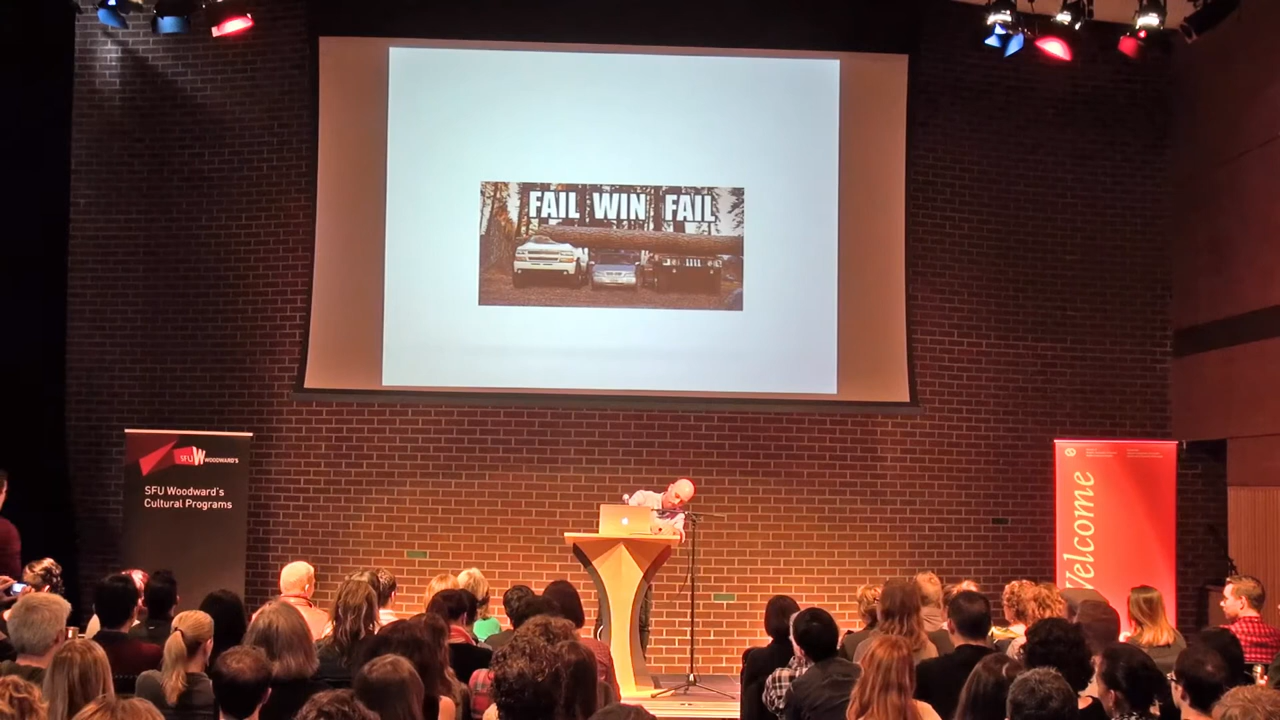 FAIL WIN FAIL
SFU W WOODWARD'S
SFU Woodward's
Cultural Programs
Welcome